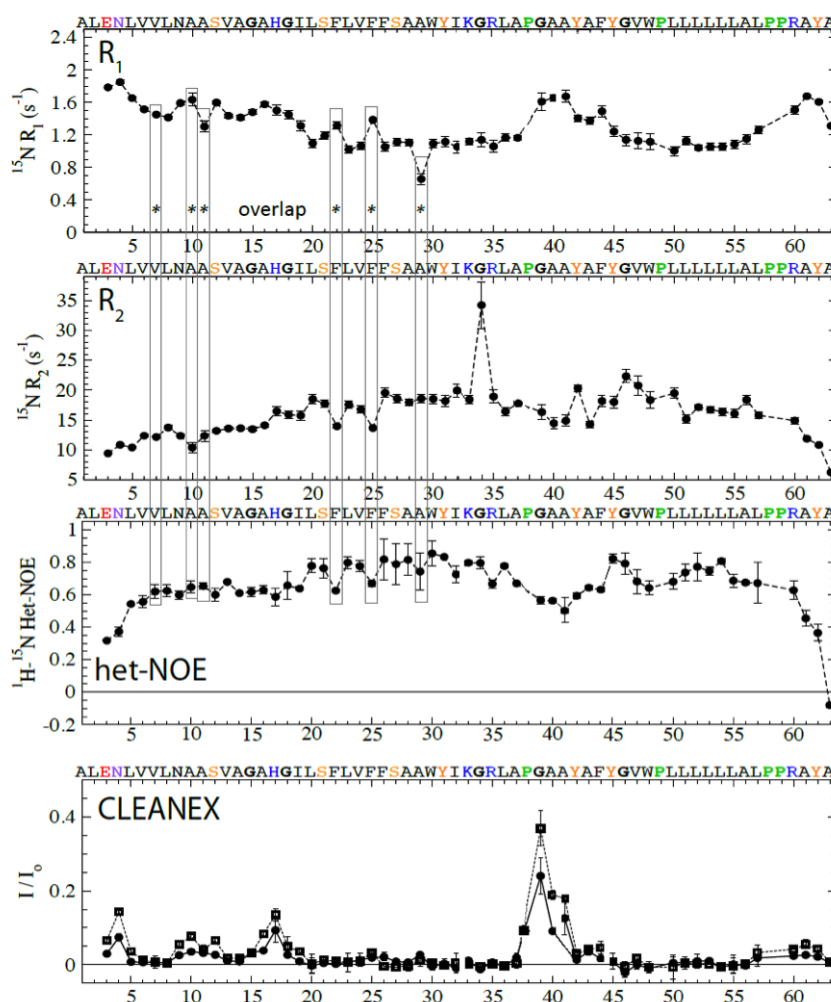 ALENLVVLNAASVAGAHGILSFLVFFSAAWYIKGRLAPGAAYAFYGVWPLLLLLLALPPRAYA
R1
15N R1 (s-1)
2.4
2
1.6
1.2
0.8
0.4
0
* * * overlap * * *
5 10 15 20 25 30 35 40 45 50 55 60
ALENLVVLNAASVAGAHGILSFLVFFSAAWYIKGRLAPGAAYAFYGVWPLLLLLLALPPRAYA
R2
15N R2 (s-1)
35
30
25
20
15
10
5
5 10 15 20 25 30 35 40 45 50 55 60
ALENLVVLNAASVAGAHGILSFLVFFSAAWYIKGRLAPGAAYAFYGVWPLLLLLLALPPRAYA
1H-15N Het-NOE
1
0.8
0.6
0.4
0.2
0
-0.2
het-NOE
5 10 15 20 25 30 35 40 45 50 55 60
ALENLVVLNAASVAGAHGILSFLVFFSAAWYIKGRLAPGAAYAFYGVWPLLLLLLALPPRAYA
CLEANEX
I / Io
0.4
0.2
0
5 10 15 20 25 30 35 40 45 50 55 60